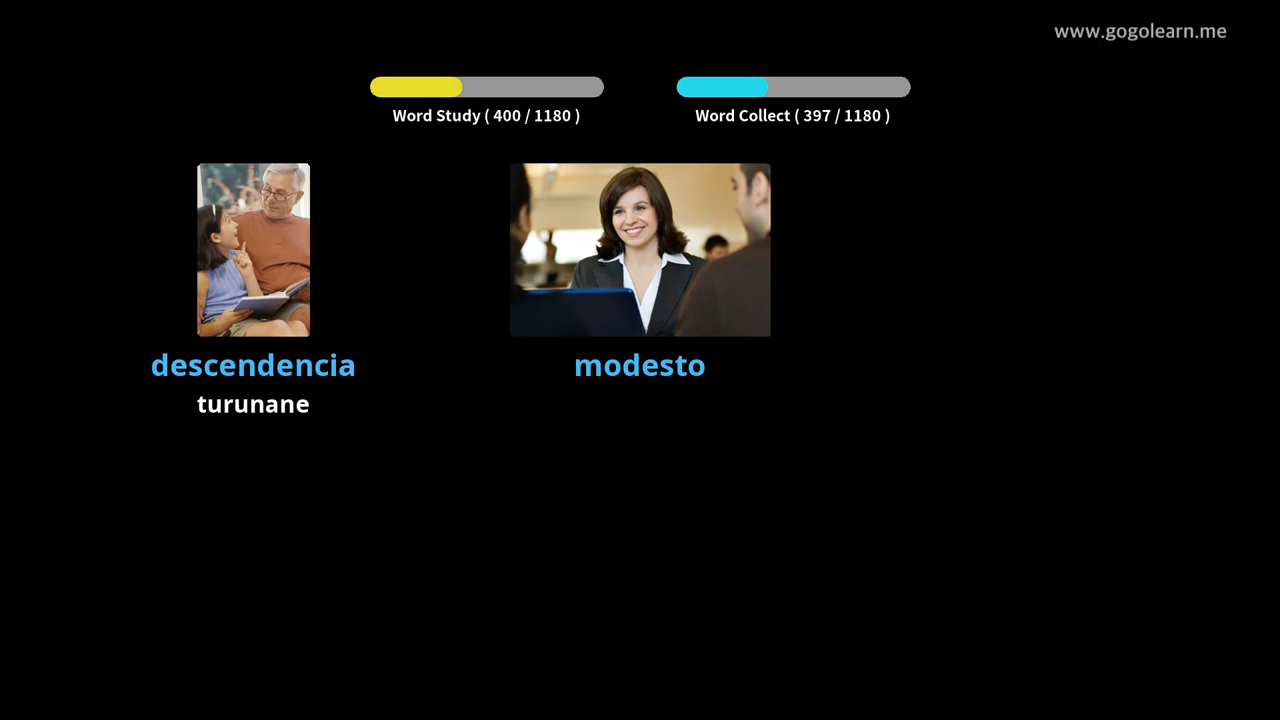 www.gogolearn.me
Word Study ( 400 / 1180 )
Word Collect ( 397 / 1180 )
descendencia
modesto
turunane